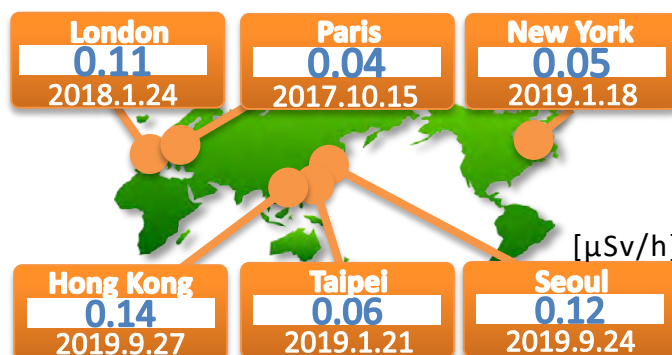 London
0.11
2018.1.24
Paris
0.04
2017.10.15
New York
0.05
2019.1.18
[μSv/h]
Hong Kong
0.14
2019.9.27
Taipei
0.06
2019.1.21
Seoul
0.12
2019.9.24